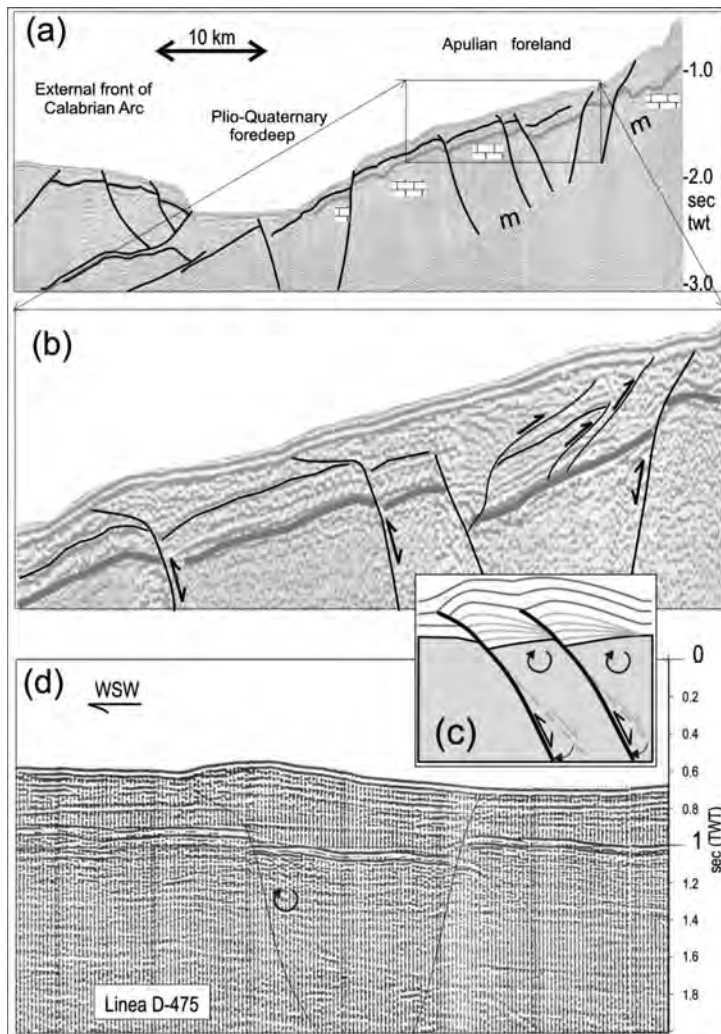 (a)
10 km
Apulian foreland
External front of
Calabrian Arc
Plio-Quaternary
foredeep
-1.0
m
-2.0
sec
twt
m
-3.0
(b)
(c)
(d)
WSW
0
0.2
0.4
0.6
0.8
1
sec (TWT)
1.2
1.4
1.6
1.8
Linea D-475